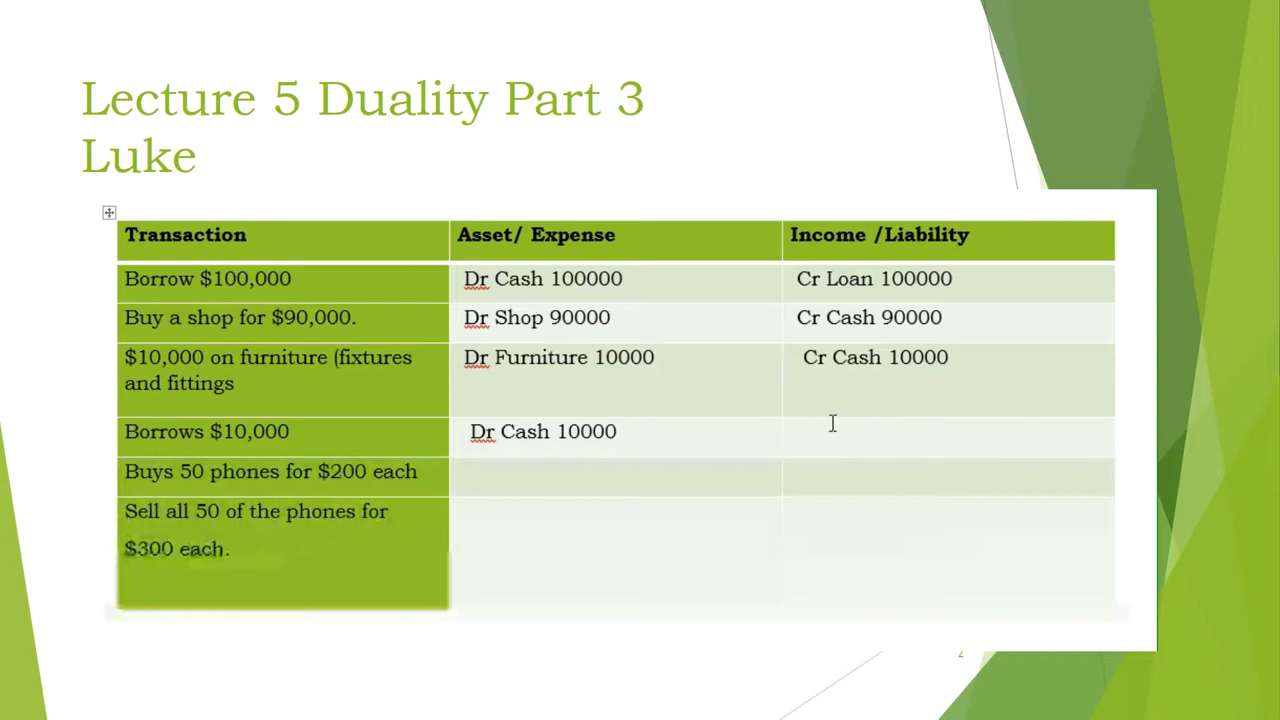 Lecture 5 Duality Part 3
Luke
Transaction
Asset/ Expense
Income /Liability
Borrow $100,000
Dr Cash 100000
Cr Loan 100000
Buy a shop for $90,000.
Dr Shop 90000
Cr Cash 90000
$10,000 on furniture (fixtures
and fittings
Dr Furniture 10000
Cr Cash 10000
Borrows $10,000
Dr Cash 10000
Buys 50 phones for $200 each
Sell all 50 of the phones for
$300 each.